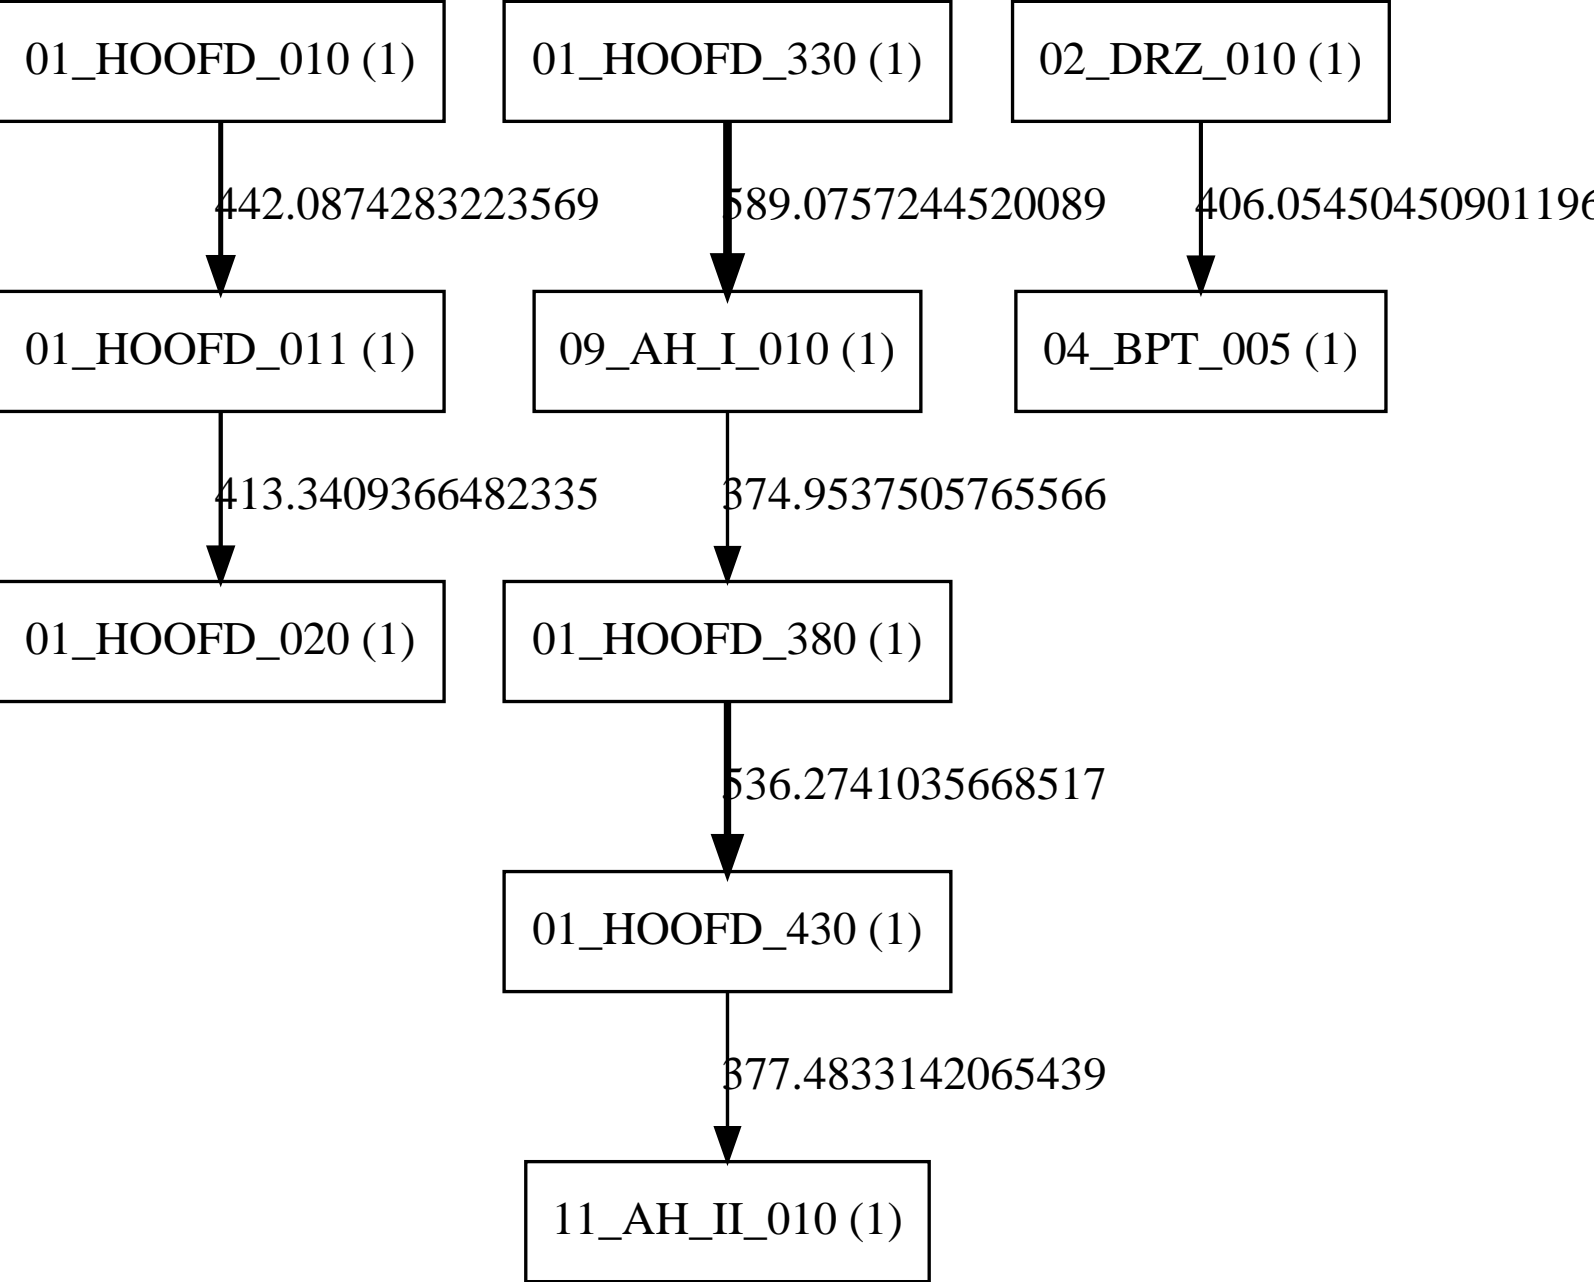 01_HOOFD_010 (1)
01_HOOFD_330 (1)
02_DRZ_010 (1)
442.0874283223569
589.0757244520089
406.05450450901196
01_HOOFD_011 (1)
09_AH_I_010 (1)
04_BPT_005 (1)
413.3409366482335
374.9537505765566
01_HOOFD_020 (1)
01_HOOFD_380 (1)
536.2741035668517
01_HOOFD_430 (1)
377.4833142065439
11_AH_II_010 (1)